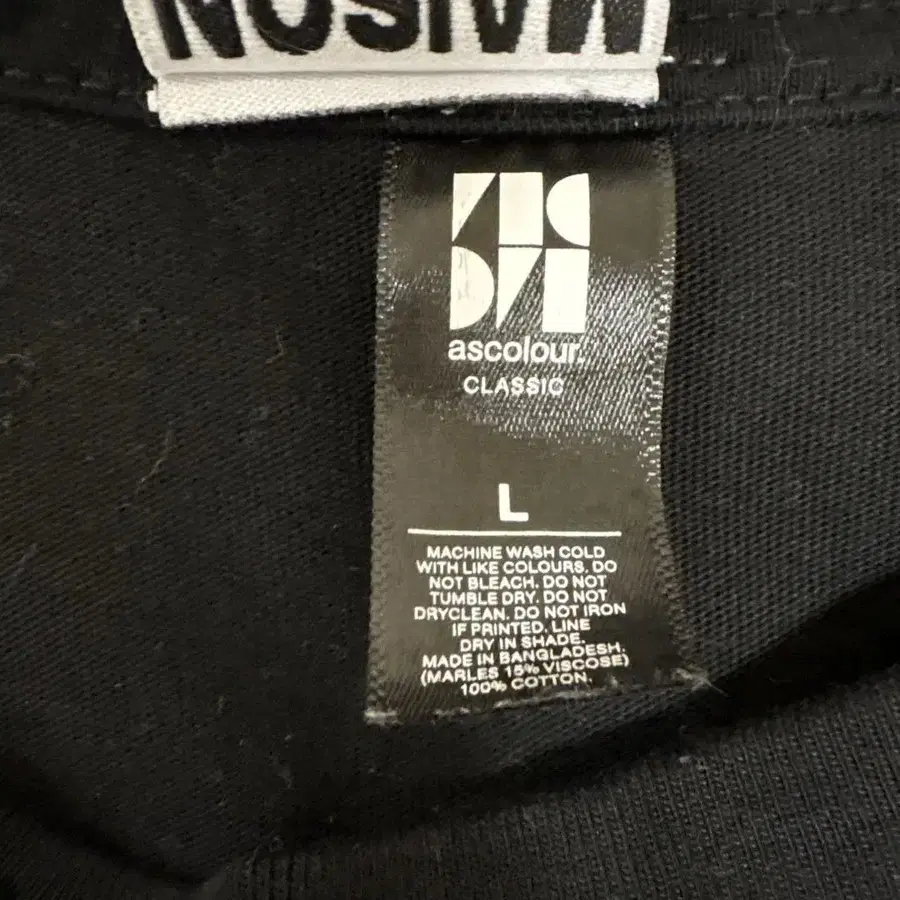 MAISON
ascolour.
CLASSIC
L
MACHINE WASH COLD
WITH LIKE COLOURS. DO
NOT BLEACH. DO NOT
TUMBLE DRY. DO NOT
DRYCLEAN. DO NOT IRON
IF PRINTED. LINE
DRY IN SHADE.
MADE IN BANGLADESH.
(MARLES 15% VISCOSE)
100% COTTON.